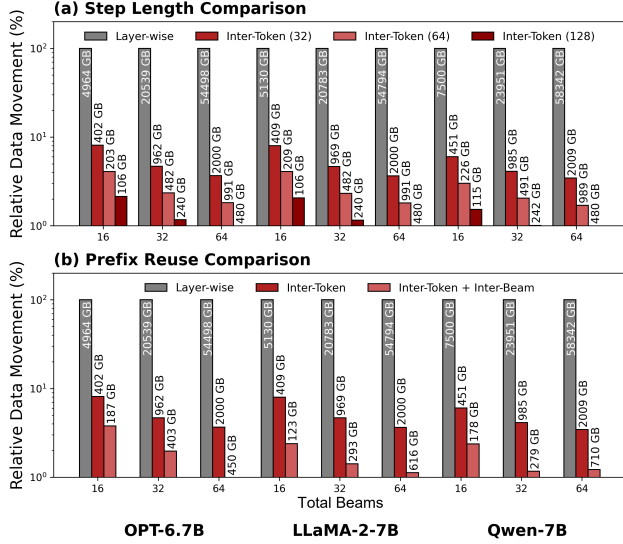 (a) Step Length Comparison
Relative Data Movement (%)
10²
10¹
10⁰
Layer-wise Inter-Token (32) Inter-Token (64) Inter-Token (128)
4964 GB 402 GB 203 GB 106 GB
20539 GB 962 GB 482 GB 240 GB
54498 GB 2000 GB 991 GB 480 GB
5130 GB 409 GB 209 GB 106 GB
20783 GB 969 GB 482 GB 240 GB
54794 GB 2000 GB 991 GB 480 GB
7500 GB 451 GB 226 GB 115 GB
23951 GB 985 GB 491 GB 242 GB
58342 GB 2009 GB 989 GB 480 GB
16 32 64 16 32 64 16 32 64
(b) Prefix Reuse Comparison
Relative Data Movement (%)
10²
10¹
10⁰
Layer-wise Inter-Token Inter-Token + Inter-Beam
4964 GB 402 GB 187 GB
20539 GB 962 GB 403 GB
54498 GB 2000 GB 450 GB
5130 GB 409 GB 123 GB
20783 GB 969 GB 293 GB
54794 GB 2000 GB 616 GB
7500 GB 451 GB 178 GB
23951 GB 985 GB 279 GB
58342 GB 2009 GB 710 GB
16 32 64 16 32 64 16 32 64
Total Beams
OPT-6.7B LLaMA-2-7B Qwen-7B